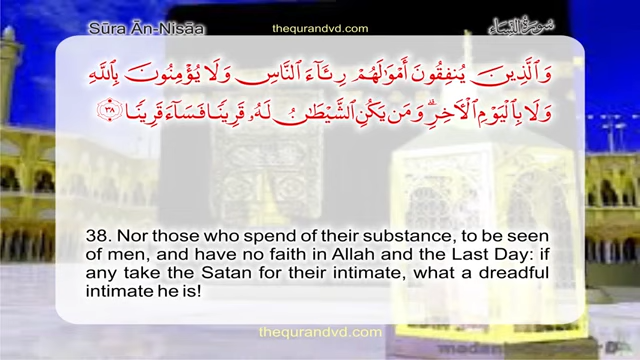 Sūra Ān-Nisāa
thequrandvd.com
سورة النساء
وَالَّذِينَ يُنفِقُونَ أَمْوَالَهُمْ رِئَاءَ النَّاسِ وَلَا يُؤْمِنُونَ بِاللَّهِ
وَلَا بِالْيَوْمِ الْآخِرِ ۗ وَمَن يَكُنِ الشَّيْطَانُ لَهُ قَرِينًا فَسَاءَ قَرِينًا ٣٨
38. Nor those who spend of their substance, to be seen
of men, and have no faith in Allah and the Last Day: if
any take the Satan for their intimate, what a dreadful
intimate he is!
thequrandvd.com